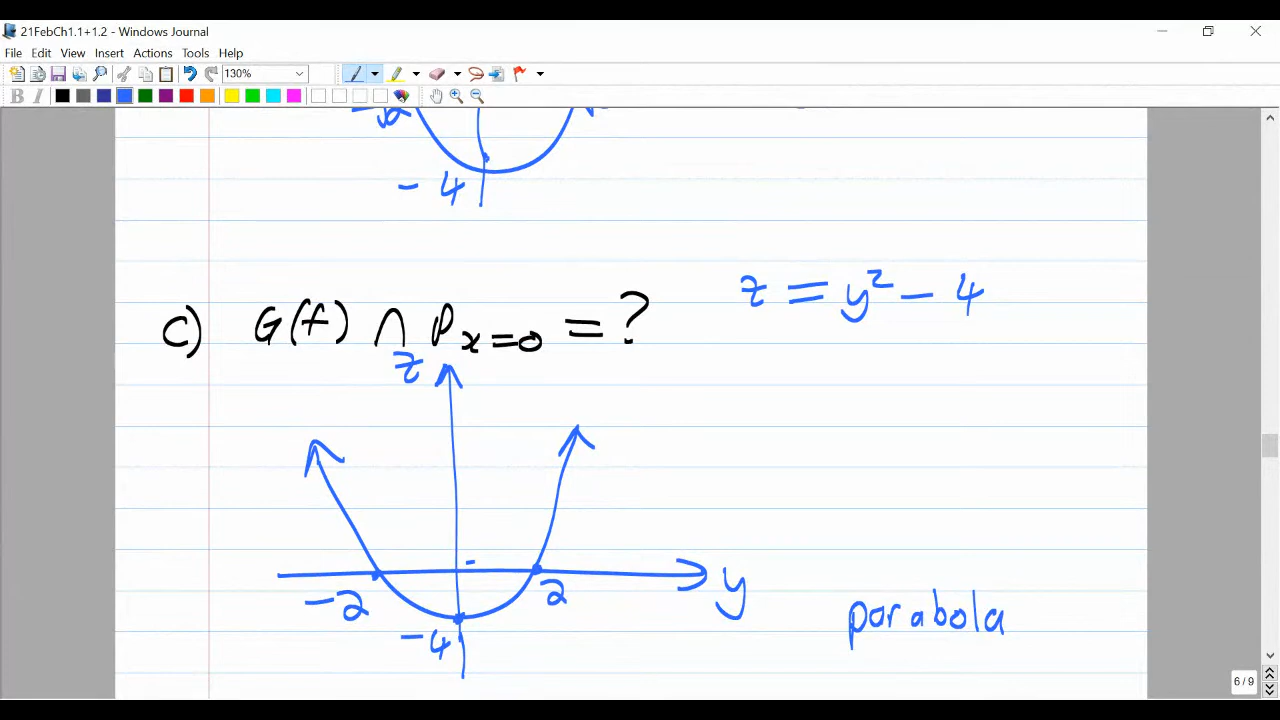 21FebCh1.1+1.2 - Windows Journal
File Edit View Insert Actions Tools Help
130%
B I
-2
- 4
c) G(f) ∩ P x=0 = ?
z = y² - 4
z
-2
2
y
-4
parabola
6 / 9